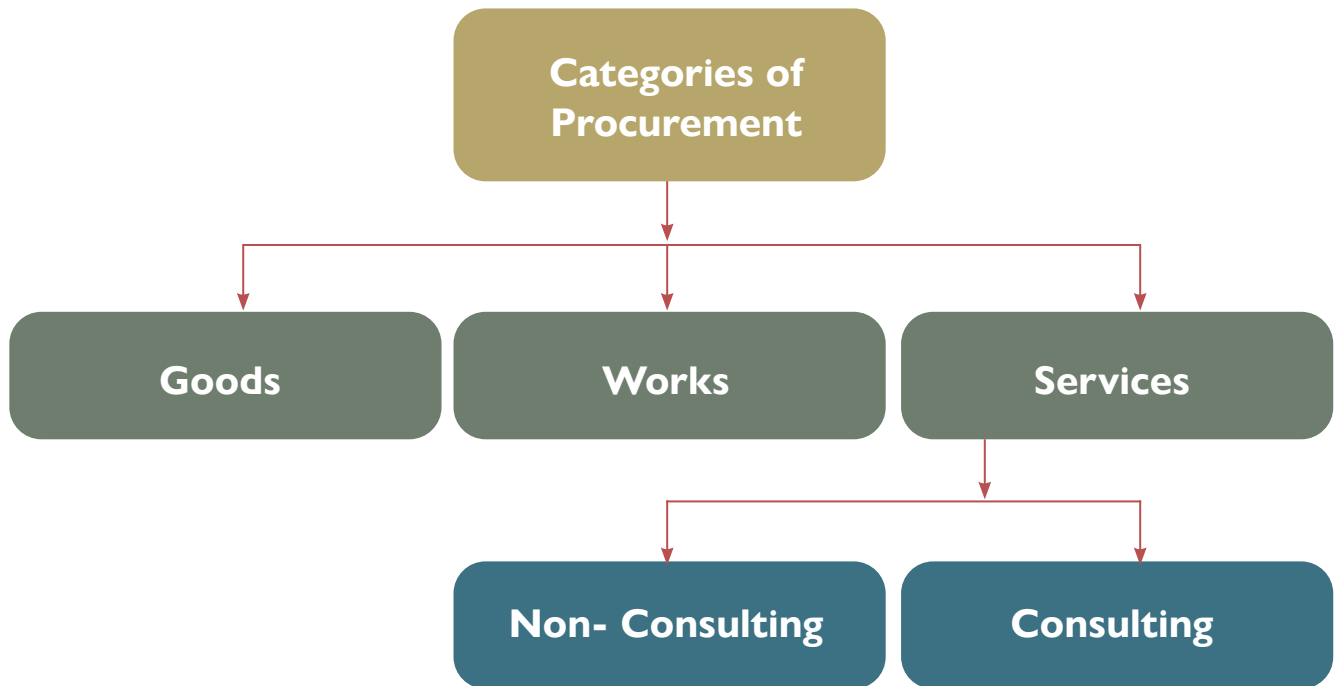 Categories of
Procurement
Goods
Works
Services
Non- Consulting
Consulting